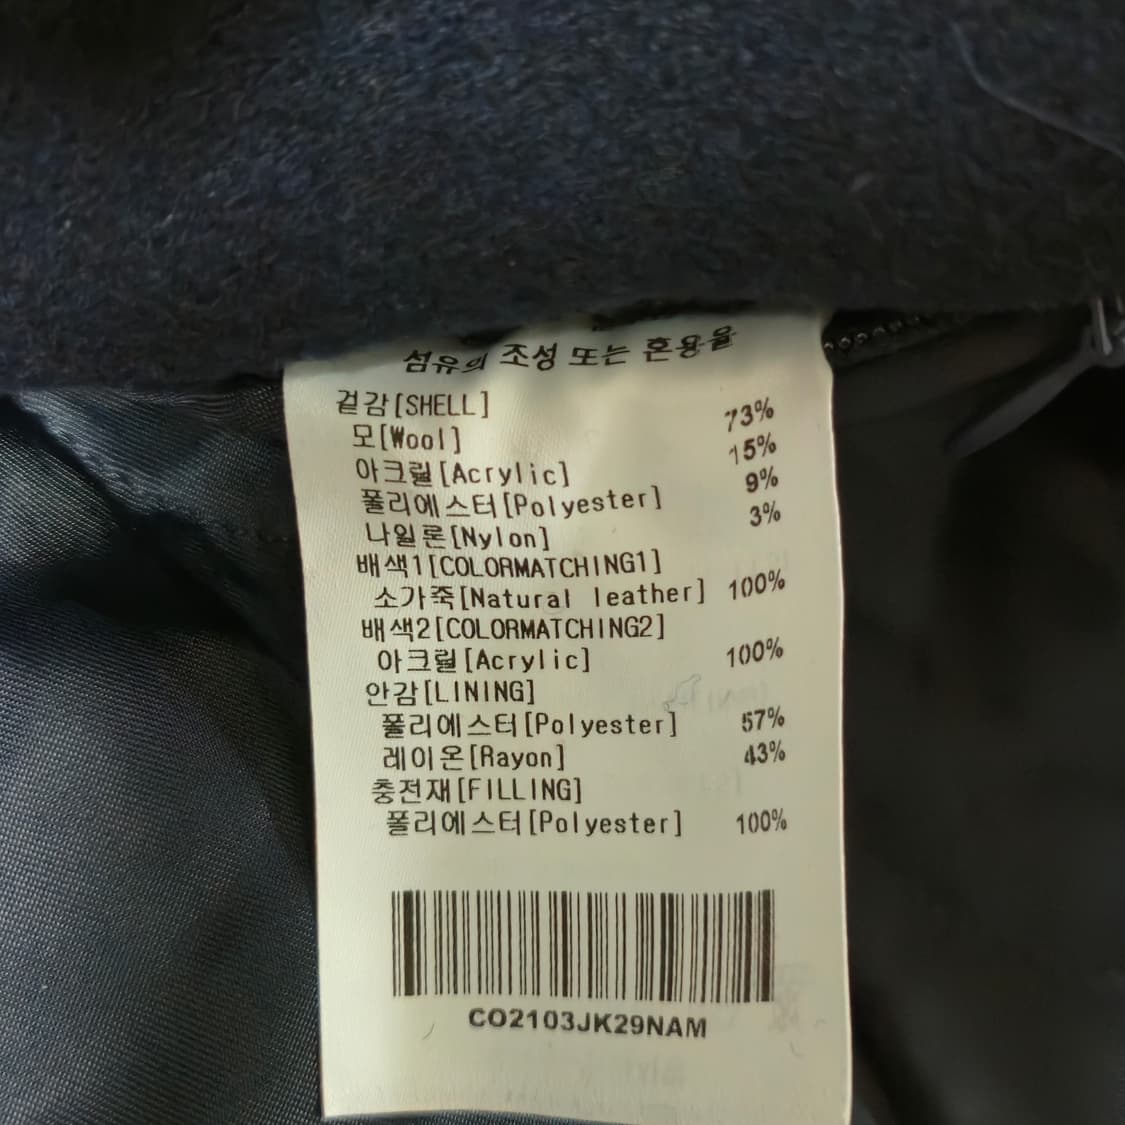 섬유의 조성 또는 혼용율
겉감[SHELL]
모[Wool] 73%
아크릴[Acrylic] 15%
폴리에스터[Polyester] 9%
나일론[Nylon] 3%
배색1[COLORMATCHING1]
소가죽[Natural leather] 100%
배색2[COLORMATCHING2]
아크릴[Acrylic] 100%
안감[LINING]
폴리에스터[Polyester] 57%
레이온[Rayon] 43%
충전재[FILLING]
폴리에스터[Polyester] 100%
CO2103JK29NAM